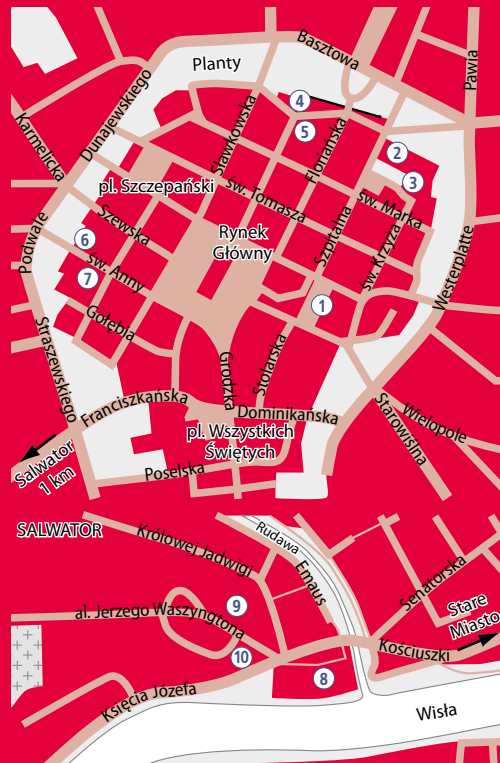 Basztowa
Planty
Pawia
Dunajewskiego
Karmelicka
4
5
Sławkowska
Floriańska
2
3
pl. Szczepański
św. Tomasza
św. Marka
Podwale
Szewska
Rynek
Główny
Szpitalna
św. Krzyża
Westerplatte
6
7
św. Anny
1
Gołębia
Straszewskiego
Grodzka
Stolarska
Franciszkańska
Dominikańska
Starowislna
Wielopole
pl. Wszystkich
Świętych
Salwator
1 km
Poselska
SALWATOR
Królowej Jadwigi
Rudawa
Emaus
Senatorska
Stare
Miasto
al. Jerzego Waszyngtona
9
10
Kościuszki
8
Księcia Józefa
Wisła